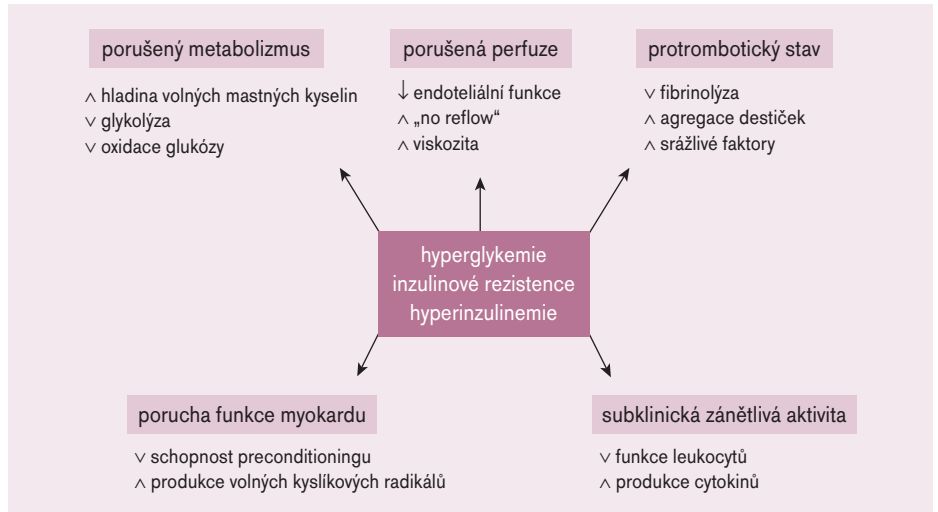 porušený metabolizmus
∧ hladina volných mastných kyselin
∨ glykolýza
∨ oxidace glukózy
porušená perfuze
↓ endoteliální funkce
∧ „no reflow“
∧ viskozita
protrombotický stav
∨ fibrinolýza
∧ agregace destiček
∧ srážlivé faktory
hyperglykemie
inzulinové rezistence
hyperinzulinemie
porucha funkce myokardu
∨ schopnost preconditioningu
∧ produkce volných kyslíkových radikálů
subklinická zánětlivá aktivita
∨ funkce leukocytů
∧ produkce cytokinů